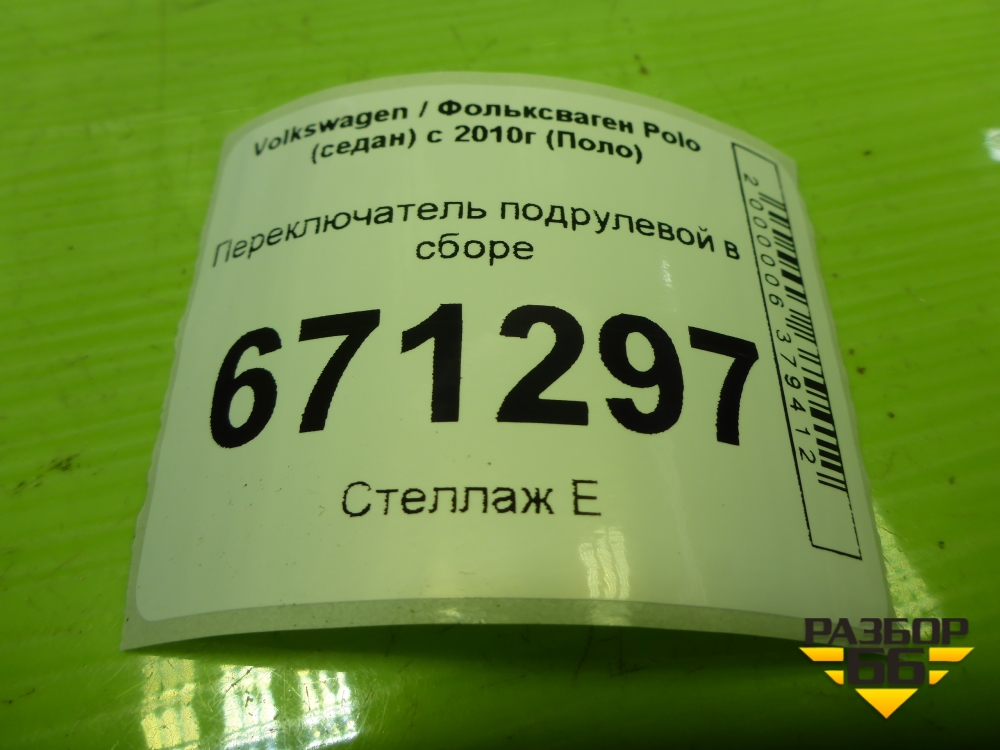 Volkswagen / Фольксваген Polo
(седан) с 2010г (Поло)
Переключатель подрулевой в
сборе
671297
Стеллаж Е
2000006379412
РАЗБОР
66